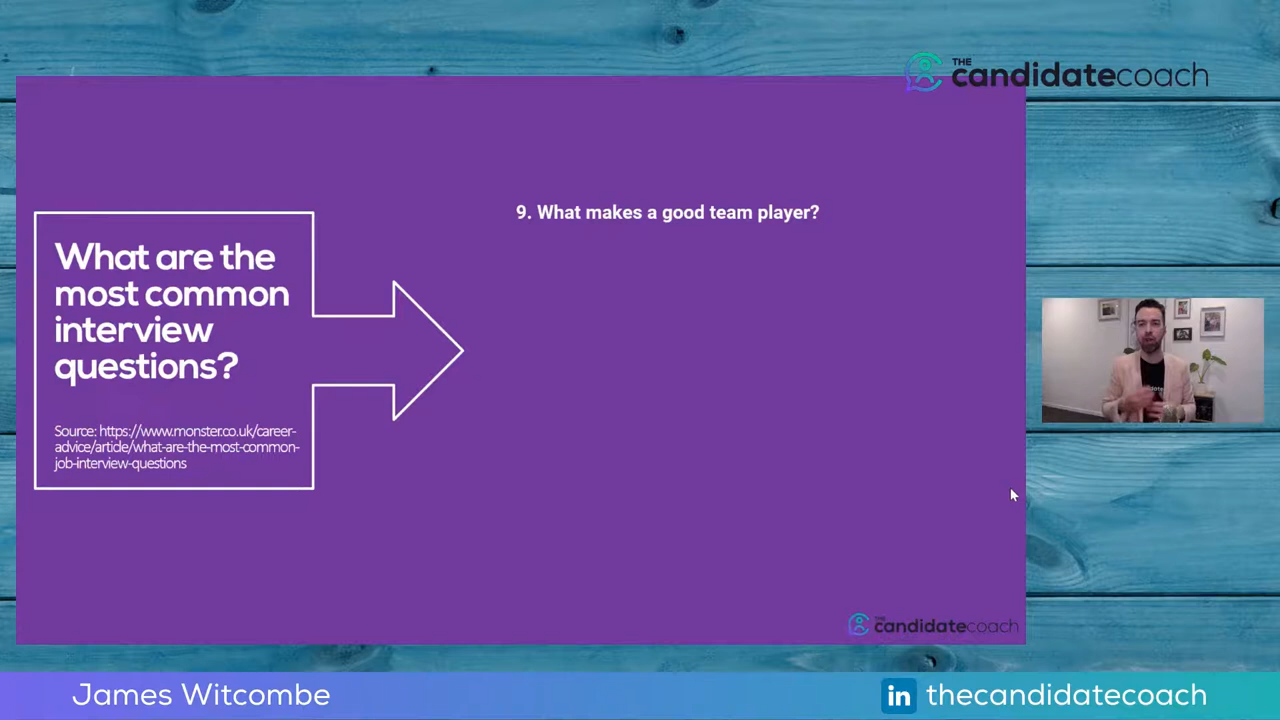 THE
candidatecoach
9. What makes a good team player?
What are the
most common
interview
questions?
Source: https://www.monster.co.uk/career-
advice/article/what-are-the-most-common-
job-interview-questions
candidatecoach
James Witcombe
in thecandidatecoach